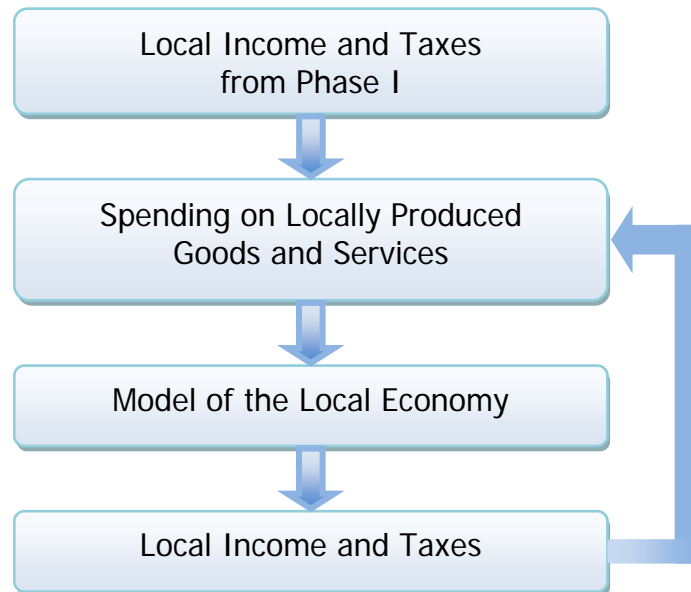 Local Income and Taxes
from Phase I
Spending on Locally Produced
Goods and Services
Model of the Local Economy
Local Income and Taxes